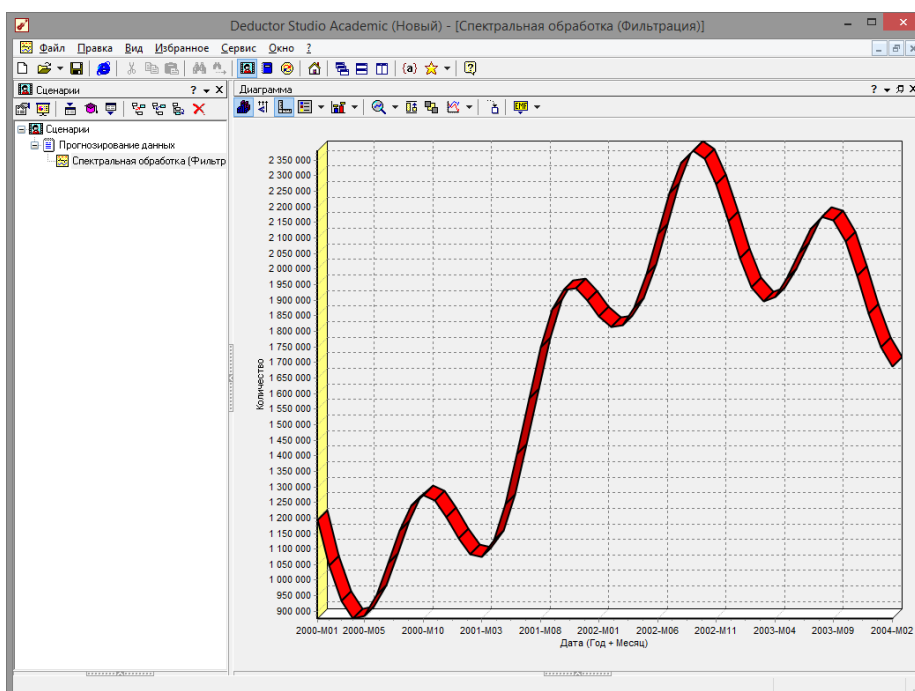 Deductor Studio Academic (Новый) - [Спектральная обработка (Фильтрация)]
Файл Правка Вид Избранное Сервис Окно ?
Сценарии ?
Диаграмма ?
Сценарии
Прогнозирование данных
Спектральная обработка (Фильтр
2 350 000
2 300 000
2 250 000
2 200 000
2 150 000
2 100 000
2 050 000
2 000 000
1 950 000
1 900 000
1 850 000
1 800 000
1 750 000
1 700 000
1 650 000
1 600 000
1 550 000
1 500 000
1 450 000
1 400 000
1 350 000
1 300 000
1 250 000
1 200 000
1 150 000
1 100 000
1 050 000
1 000 000
950 000
900 000
Количество
2000-M01 2000-M05 2000-M10 2001-M03 2001-M08 2002-M01 2002-M06 2002-M11 2003-M04 2003-M09 2004-M02
Дата (Год + Месяц)